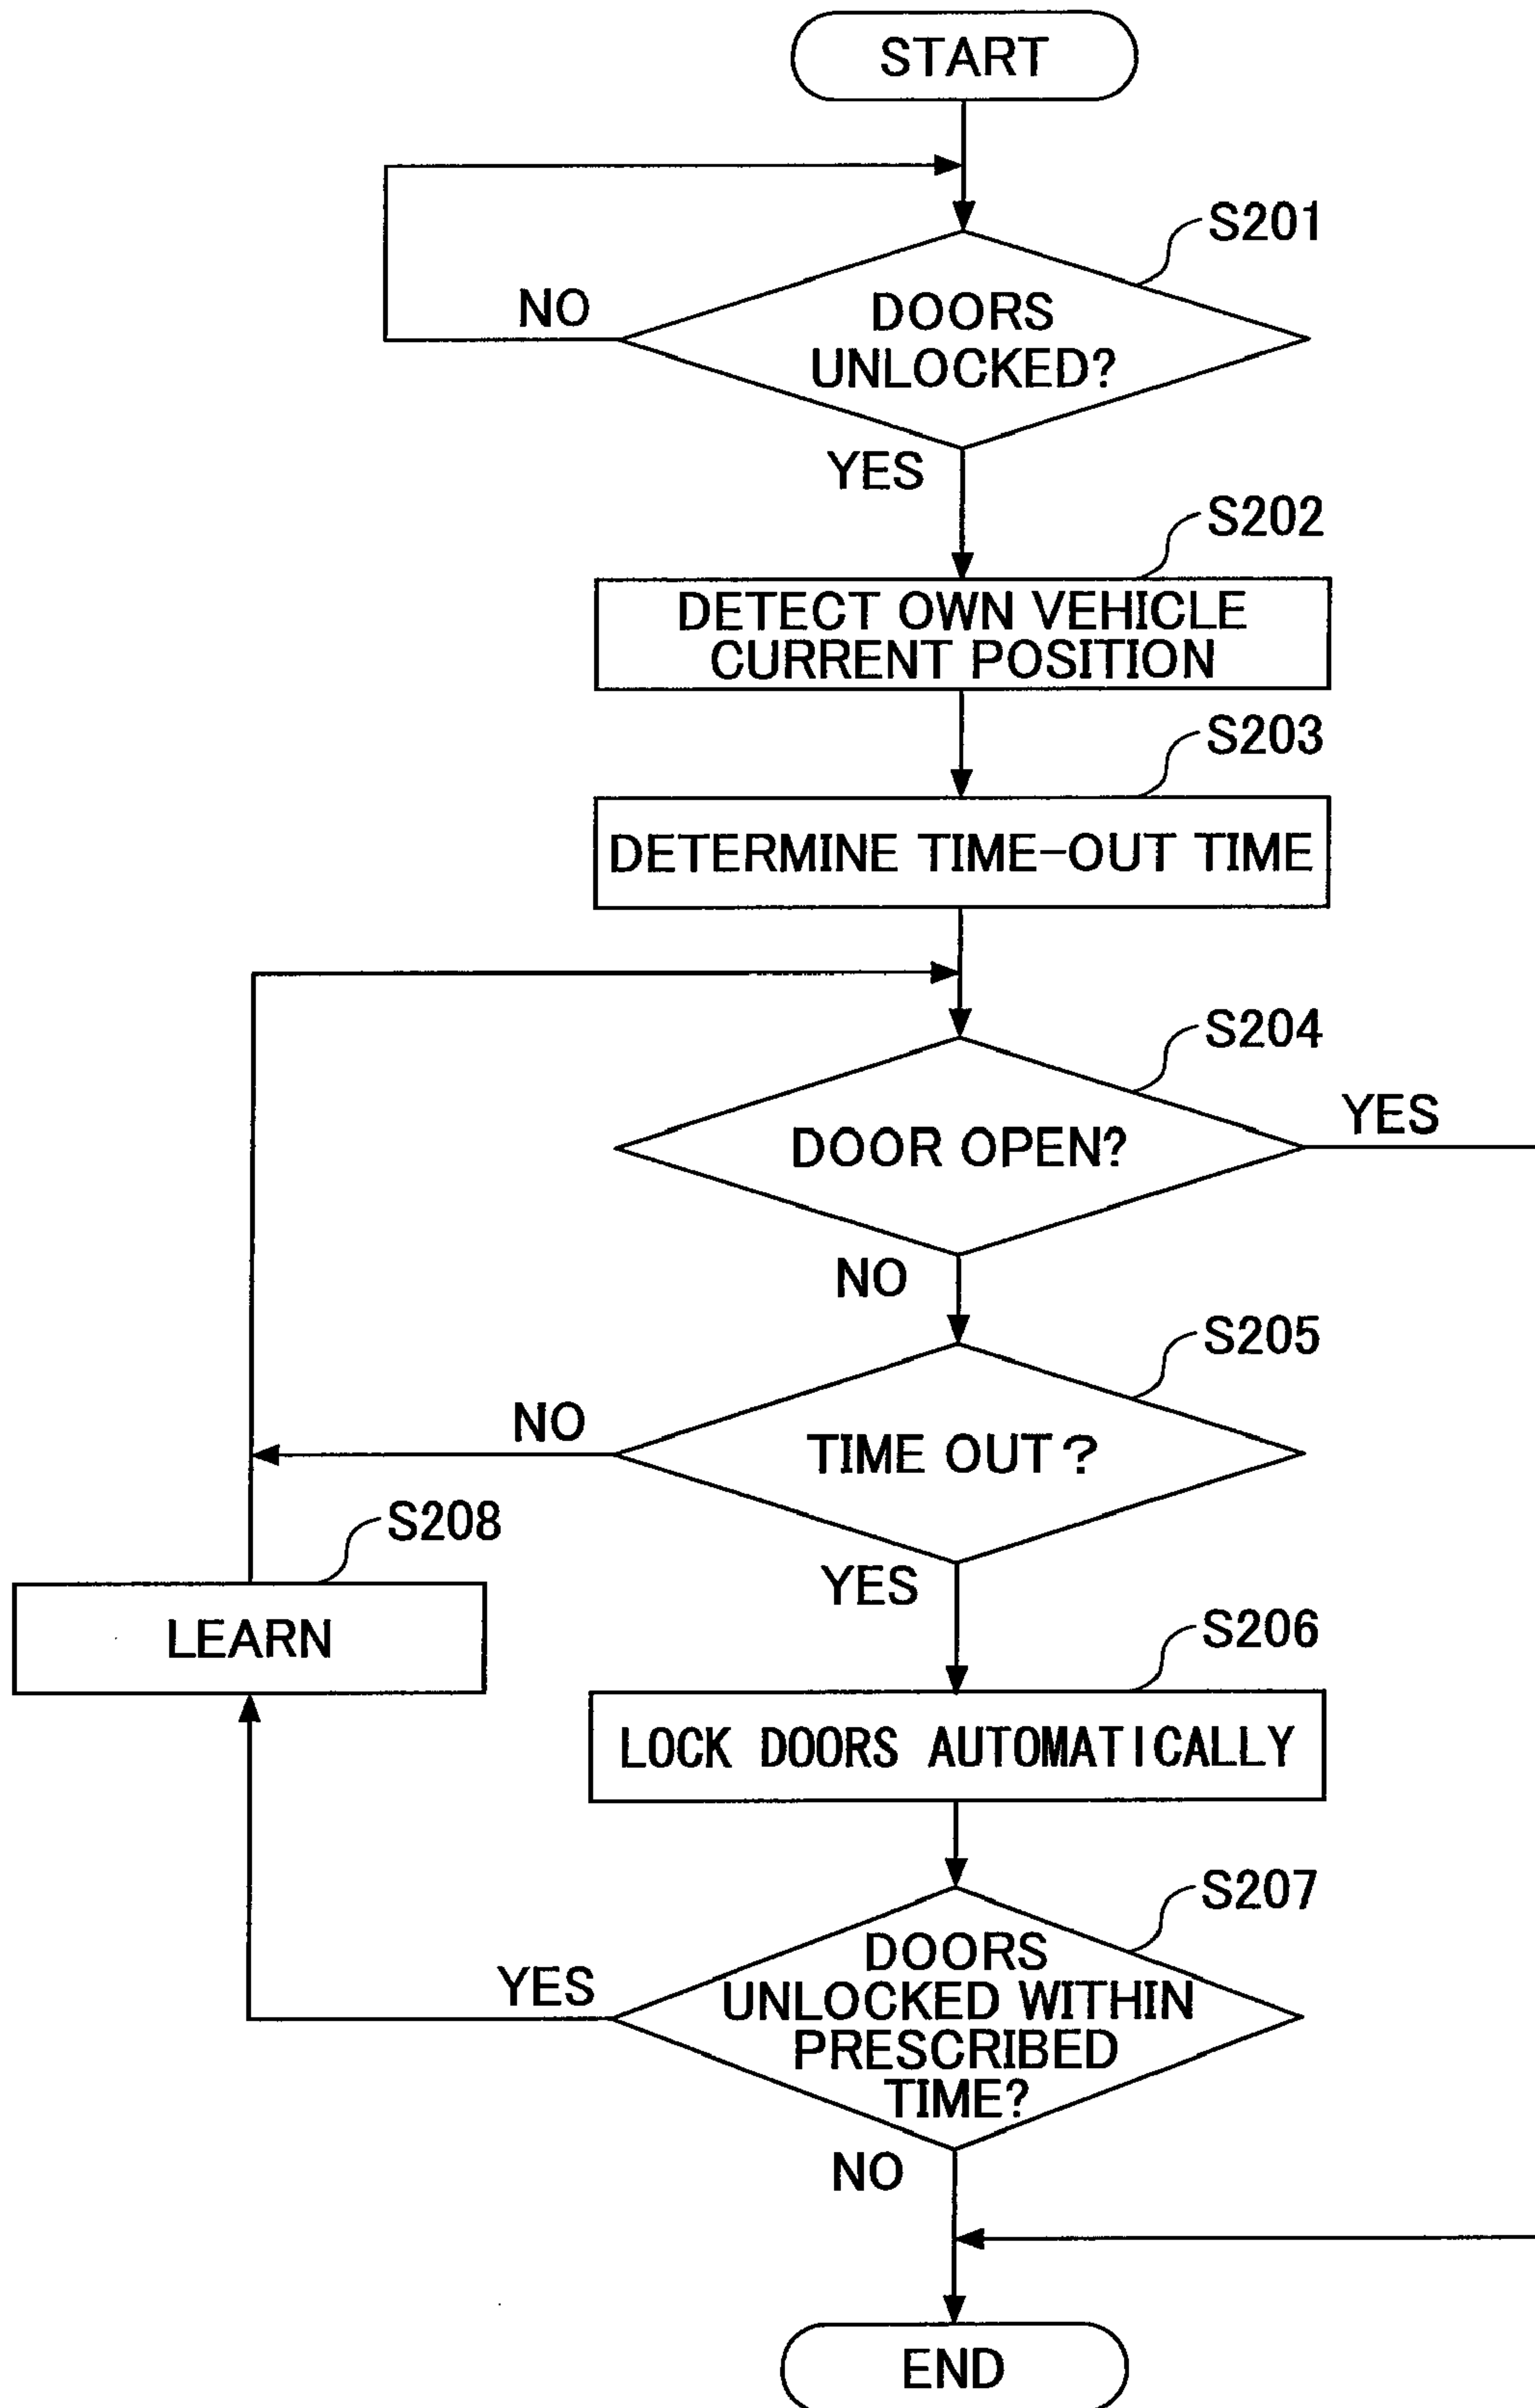 START
S201
NO
DOORS
UNLOCKED?
YES
S202
DETECT OWN VEHICLE
CURRENT POSITION
S203
DETERMINE TIME-OUT TIME
S204
YES
DOOR OPEN?
NO
S205
NO
TIME OUT?
S208
YES
LEARN
S206
LOCK DOORS AUTOMATICALLY
S207
YES
DOORS
UNLOCKED WITHIN
PRESCRIBED
TIME?
NO
END